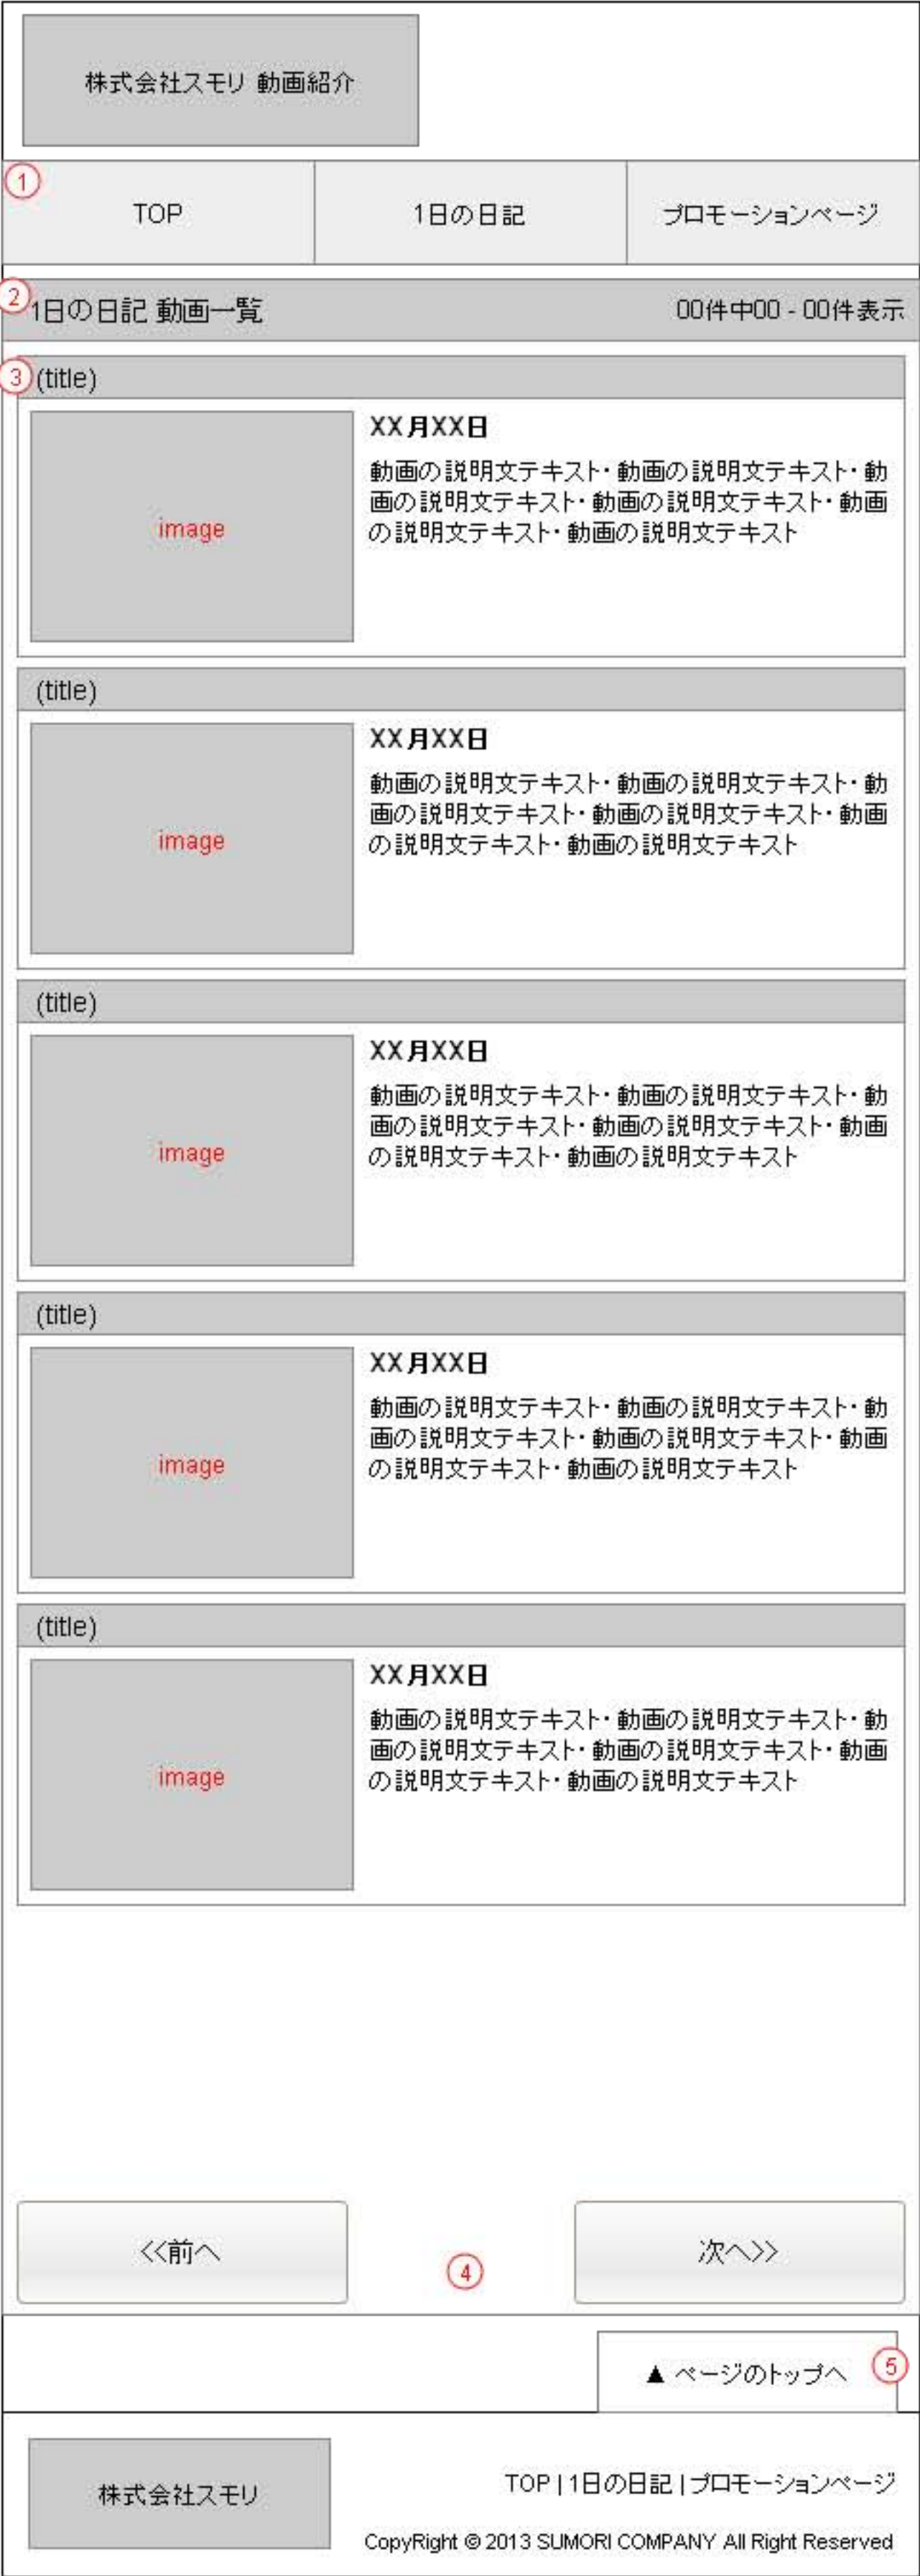 株式会社スモリ 動画紹介
①
TOP
1日の日記
プロモーションページ
②
1日の日記 動画一覧
00件中00 - 00件表示
③
(title)
image
XX月XX日
動画の説明文テキスト・動画の説明文テキスト・動
画の説明文テキスト・動画の説明文テキスト・動画
の説明文テキスト・動画の説明文テキスト
(title)
image
XX月XX日
動画の説明文テキスト・動画の説明文テキスト・動
画の説明文テキスト・動画の説明文テキスト・動画
の説明文テキスト・動画の説明文テキスト
(title)
image
XX月XX日
動画の説明文テキスト・動画の説明文テキスト・動
画の説明文テキスト・動画の説明文テキスト・動画
の説明文テキスト・動画の説明文テキスト
(title)
image
XX月XX日
動画の説明文テキスト・動画の説明文テキスト・動
画の説明文テキスト・動画の説明文テキスト・動画
の説明文テキスト・動画の説明文テキスト
(title)
image
XX月XX日
動画の説明文テキスト・動画の説明文テキスト・動
画の説明文テキスト・動画の説明文テキスト・動画
の説明文テキスト・動画の説明文テキスト
<<前へ
④
次へ>>
▲ ページのトップへ
⑤
株式会社スモリ
TOP | 1日の日記 | プロモーションページ
CopyRight © 2013 SUMORI COMPANY All Right Reserved